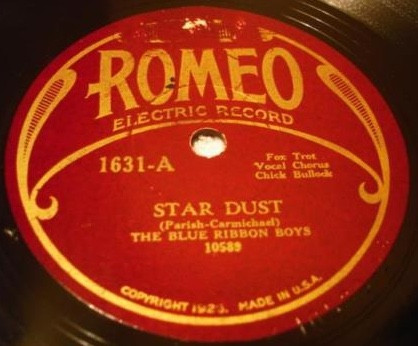 ROMEO
ELECTRIC RECORD
1631-A
Fox Trot
Vocal Chorus
Chick Bullock
STAR DUST
(Parish-Carmichael)
THE BLUE RIBBON BOYS
10589
COPYRIGHT MADE IN U.S.A.